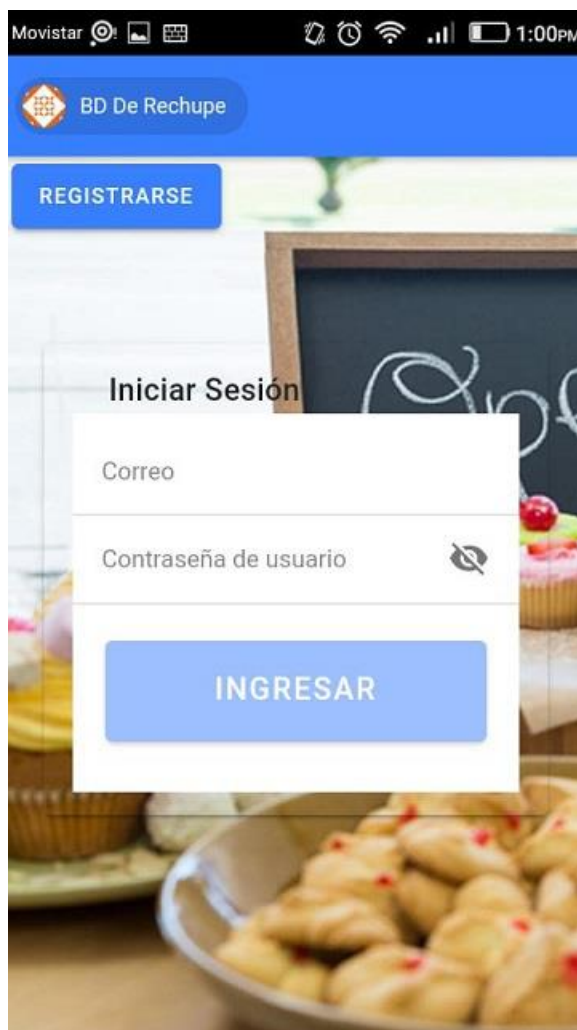 Movistar 1:00PM
BD De Rechupe
REGISTRARSE
Iniciar Sesión
Correo
Contraseña de usuario
INGRESAR